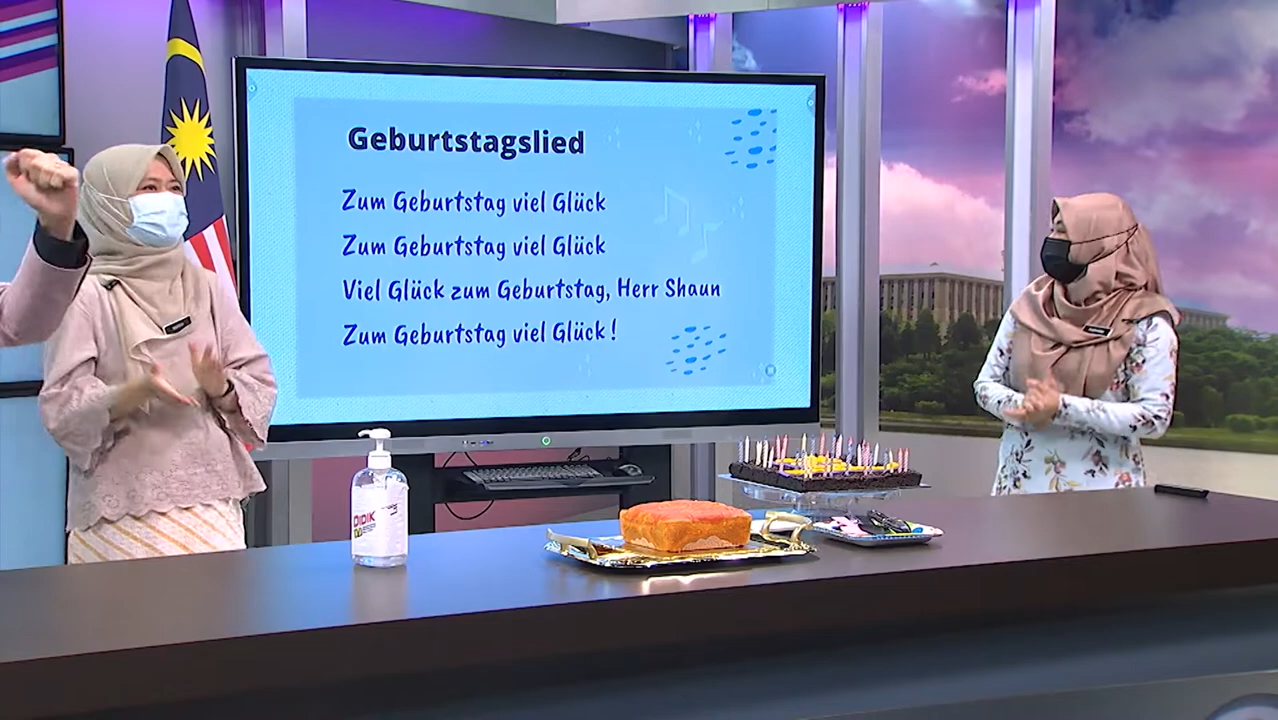 Geburtstagslied
Zum Geburtstag viel Glück
Zum Geburtstag viel Glück
Viel Glück zum Geburtstag, Herr Shaun
Zum Geburtstag viel Glück!
DIDIK